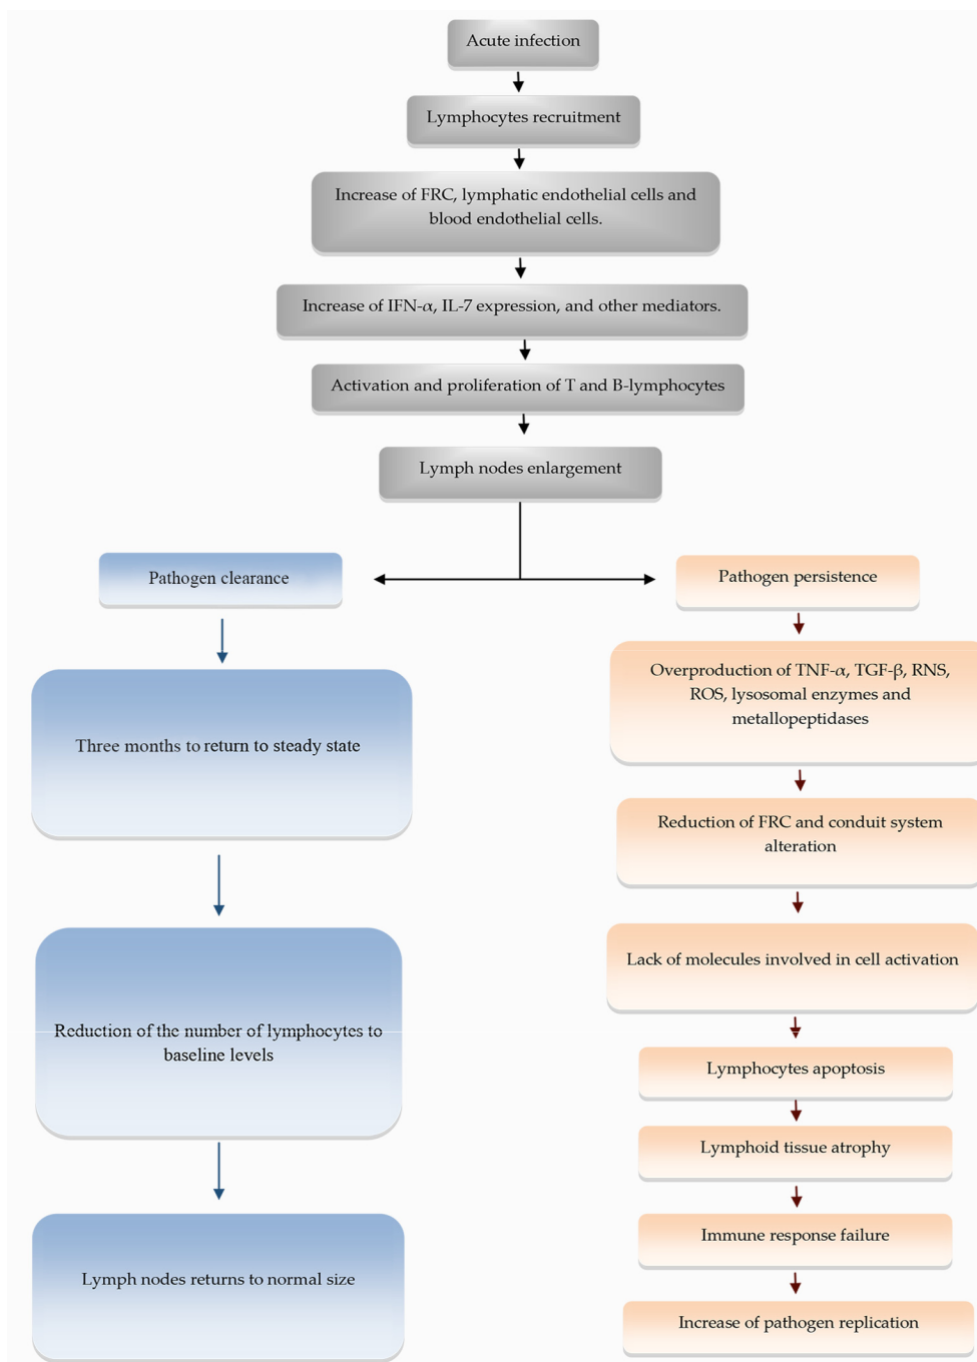 Acute infection
Lymphocytes recruitment
Increase of FRC, lymphatic endothelial cells and
blood endothelial cells.
Increase of IFN-α, IL-7 expression, and other mediators.
Activation and proliferation of T and B-lymphocytes
Lymph nodes enlargement
Pathogen clearance
Three months to return to steady state
Reduction of the number of lymphocytes to
baseline levels
Lymph nodes returns to normal size
Pathogen persistence
Overproduction of TNF-α, TGF-β, RNS,
ROS, lysosomal enzymes and
metallopeptidases
Reduction of FRC and conduit system
alteration
Lack of molecules involved in cell activation
Lymphocytes apoptosis
Lymphoid tissue atrophy
Immune response failure
Increase of pathogen replication